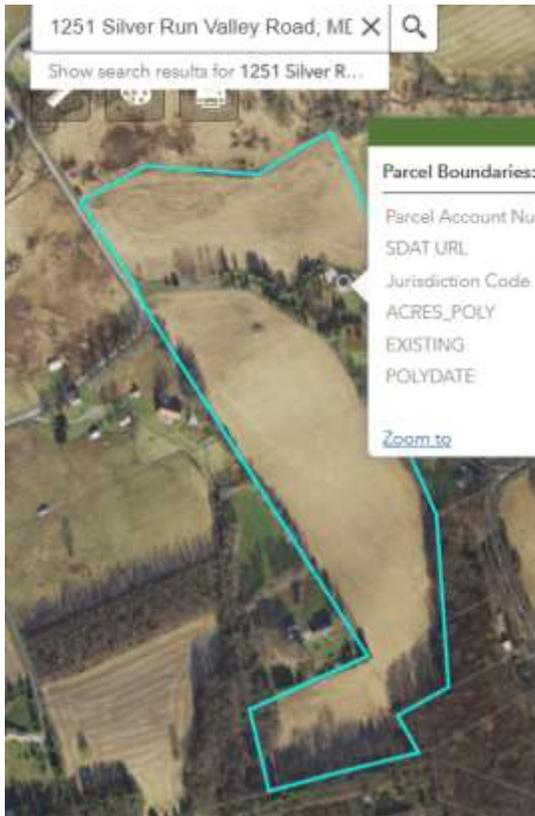 1251 Silver Run Valley Road, MD
Show search results for 1251 Silver R...
Parcel Boundaries:
Parcel Account Nu
SDAT URL
Jurisdiction Code
ACRES_POLY
EXISTING
POLYDATE
Zoom to